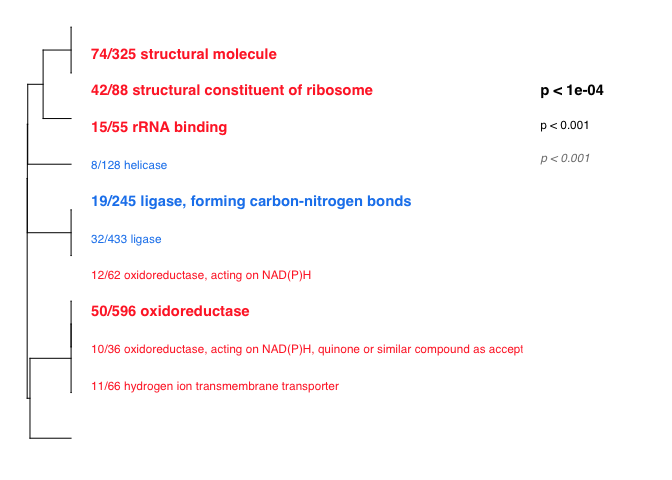 74/325 structural molecule
42/88 structural constituent of ribosome
p < 1e-04
15/55 rRNA binding
p < 0.001
8/128 helicase
p < 0.001
19/245 ligase, forming carbon-nitrogen bonds
32/433 ligase
12/62 oxidoreductase, acting on NAD(P)H
50/596 oxidoreductase
10/36 oxidoreductase, acting on NAD(P)H, quinone or similar compound as accept
11/66 hydrogen ion transmembrane transporter